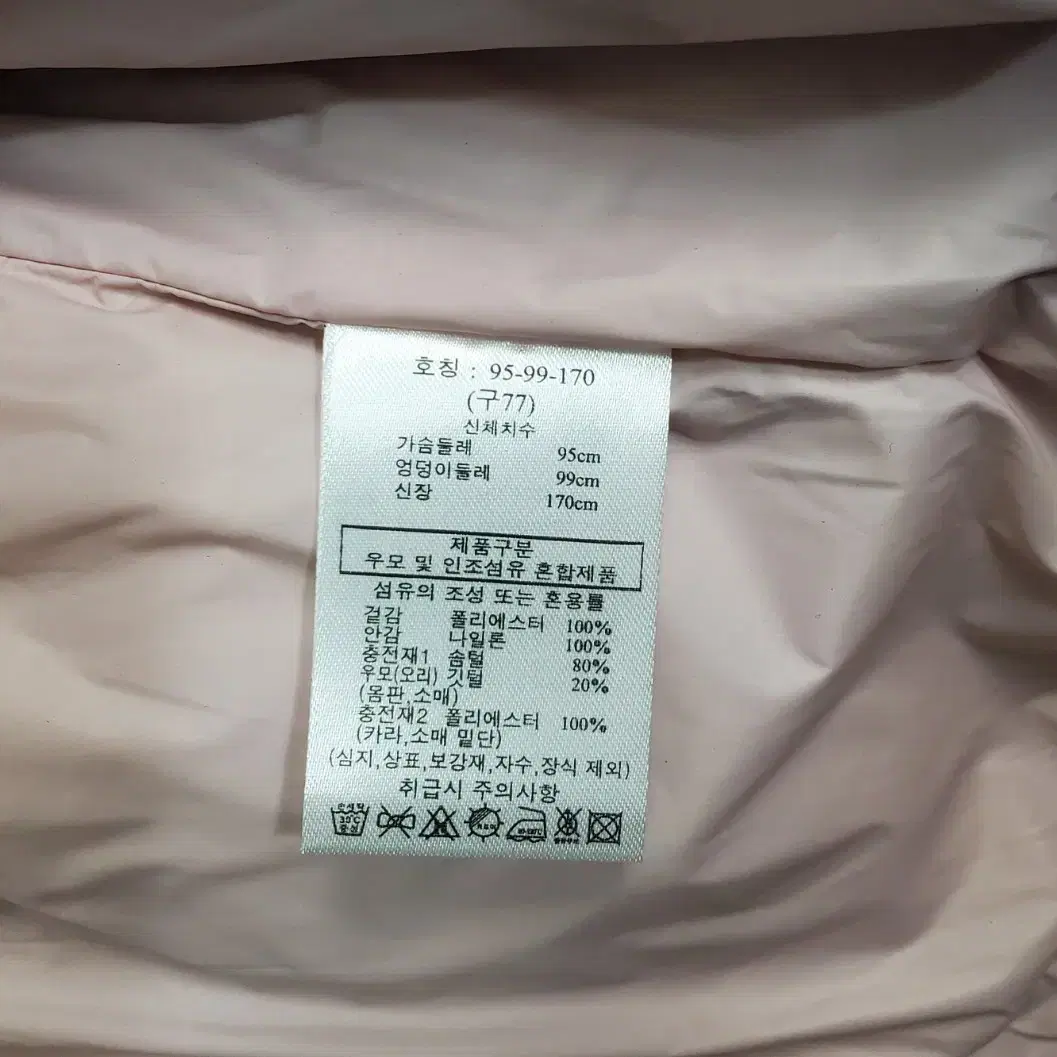 호칭 : 95-99-170
(구77)
신체치수
가슴둘레 95cm
엉덩이둘레 99cm
신장 170cm
제품구분
우모 및 인조섬유 혼합제품
섬유의 조성 또는 혼용률
겉감 폴리에스터 100%
안감 나일론 100%
충전재1 솜털 80%
우모(오리) 깃털 20%
(몸판,소매)
충전재2 폴리에스터 100%
(카라,소매 밑단)
(심지,상표,보강재,자수,장식 제외)
취급시 주의사항
손세탁
30℃
중성